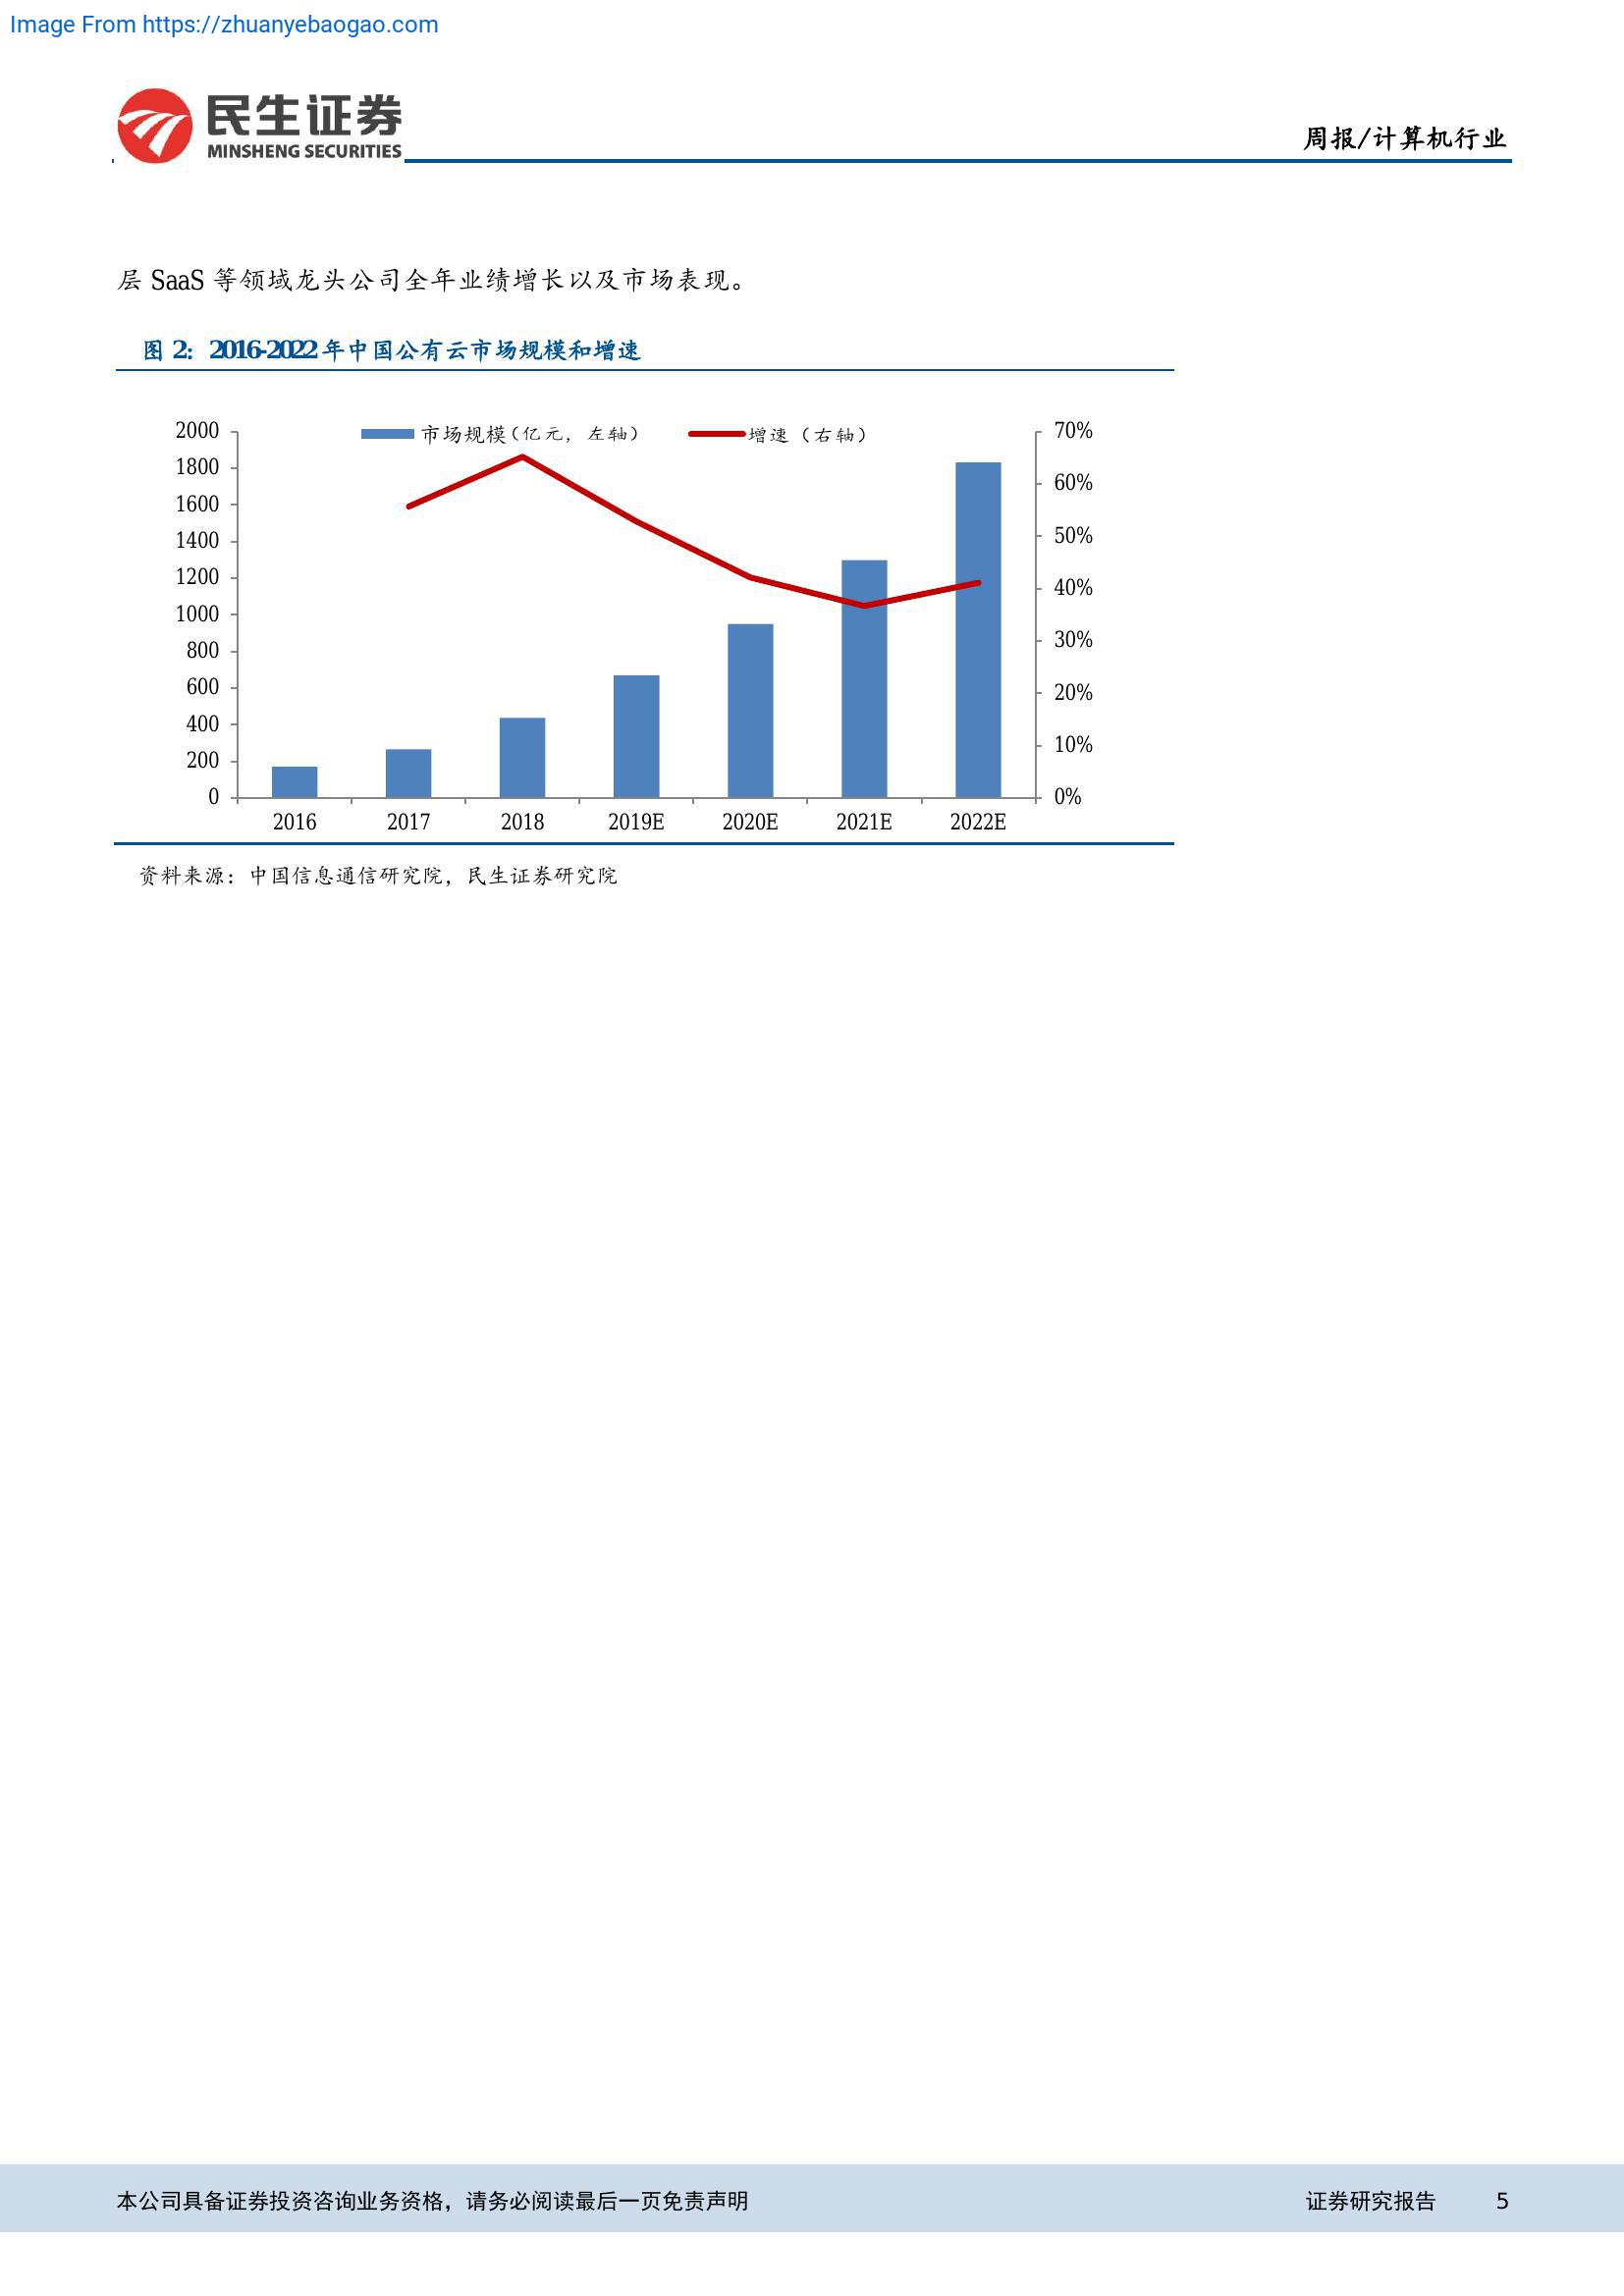 Image From https://zhuanyebaogao.com
民生证券
MINSHENG SECURITIES
周报/计算机行业
层 SaaS 等领域龙头公司全年业绩增长以及市场表现。
图 2：2016-2022 年中国公有云市场规模和增速
市场规模（亿元，左轴） 增速（右轴）
2000 70%
1800
1600 60%
1400 50%
1200
1000 40%
800 30%
600 20%
400
200 10%
0 0%
2016 2017 2018 2019E 2020E 2021E 2022E
资料来源：中国信息通信研究院，民生证券研究院
本公司具备证券投资咨询业务资格，请务必阅读最后一页免责声明 证券研究报告 5